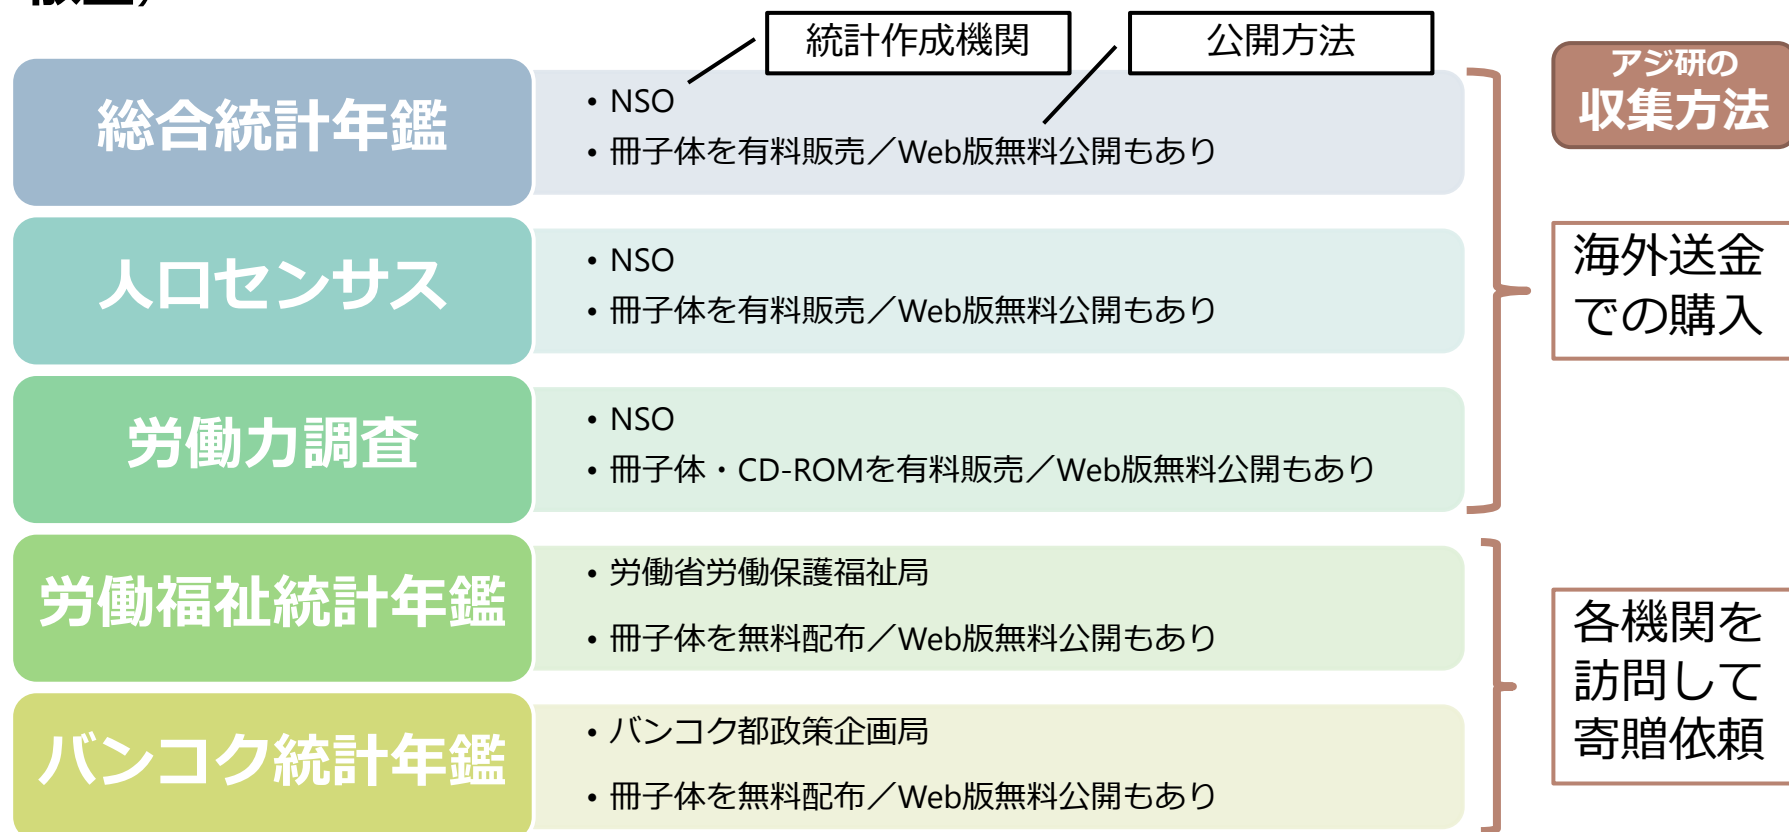 統計作成機関
公開方法
アジ研の
収集方法
総合統計年鑑
• NSO
• 冊子体を有料販売／Web版無料公開もあり
人口センサス
• NSO
• 冊子体を有料販売／Web版無料公開もあり
労働力調査
• NSO
• 冊子体・CD-ROMを有料販売／Web版無料公開もあり
海外送金
での購入
労働福祉統計年鑑
• 労働省労働保護福祉局
• 冊子体を無料配布／Web版無料公開もあり
バンコク統計年鑑
• バンコク都政策企画局
• 冊子体を無料配布／Web版無料公開もあり
各機関を
訪問して
寄贈依頼